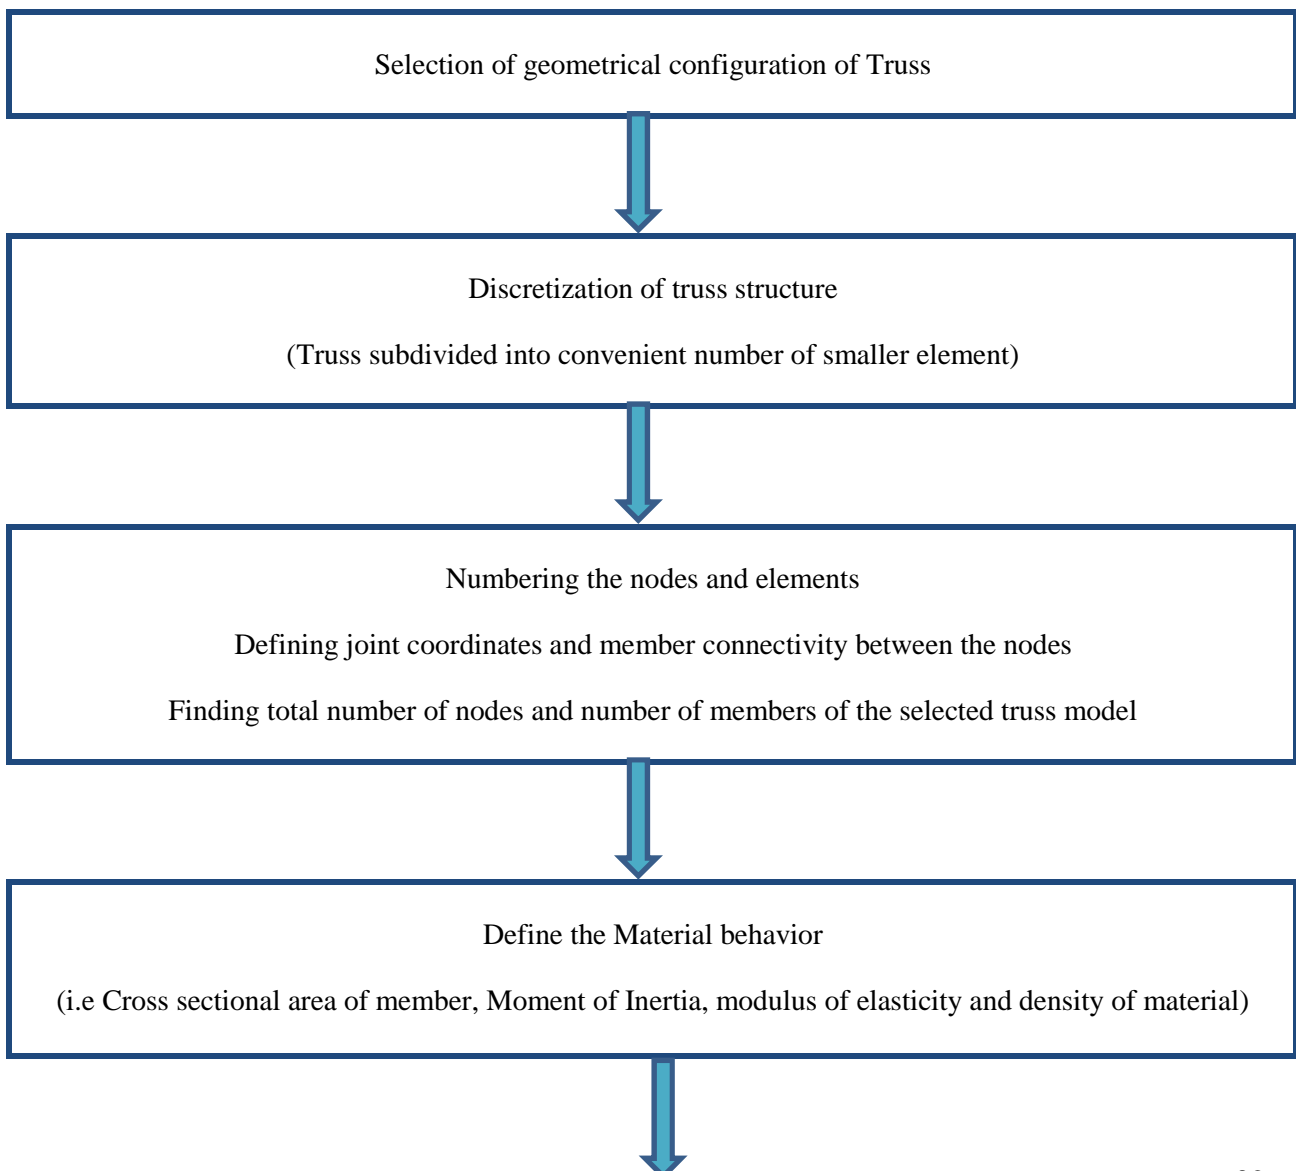 Selection of geometrical configuration of Truss
Discretization of truss structure
(Truss subdivided into convenient number of smaller element)
Numbering the nodes and elements
Defining joint coordinates and member connectivity between the nodes
Finding total number of nodes and number of members of the selected truss model
Define the Material behavior
(i.e Cross sectional area of member, Moment of Inertia, modulus of elasticity and density of material)